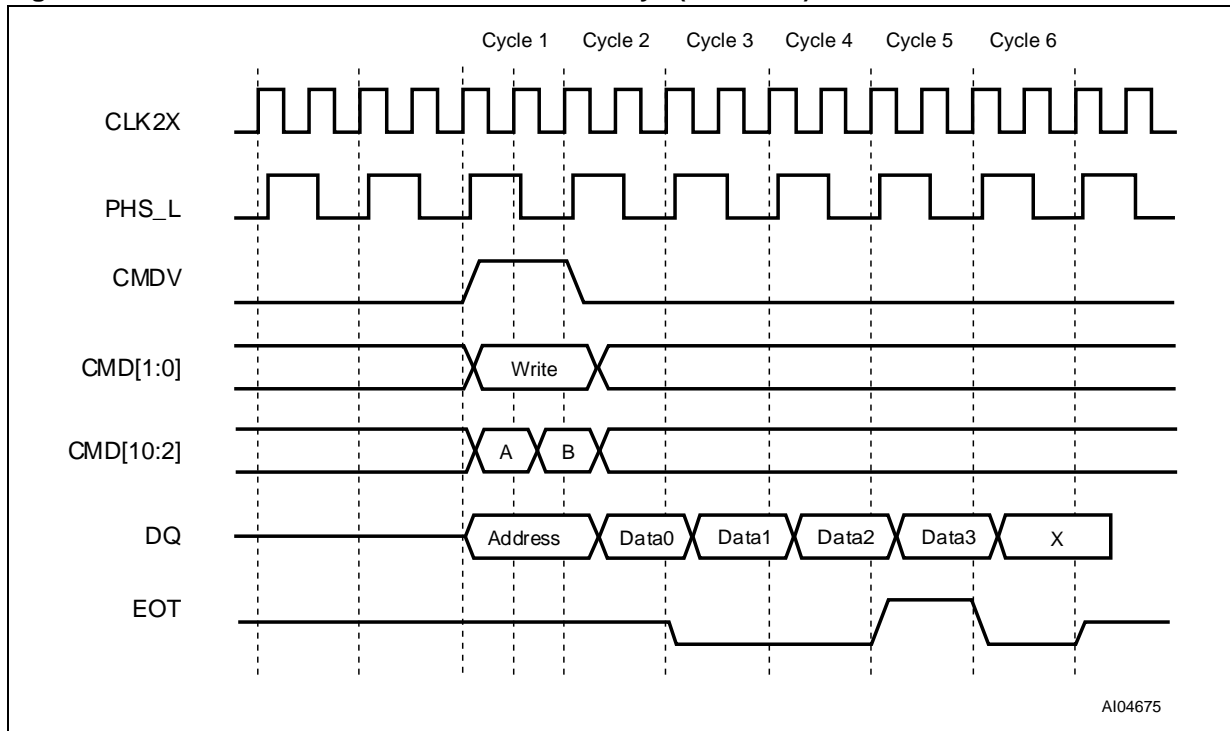 Cycle 1 Cycle 2 Cycle 3 Cycle 4 Cycle 5 Cycle 6
CLK2X
PHS_L
CMDV
CMD[1:0] Write
CMD[10:2] A B
DQ Address Data0 Data1 Data2 Data3 X
EOT
AI04675